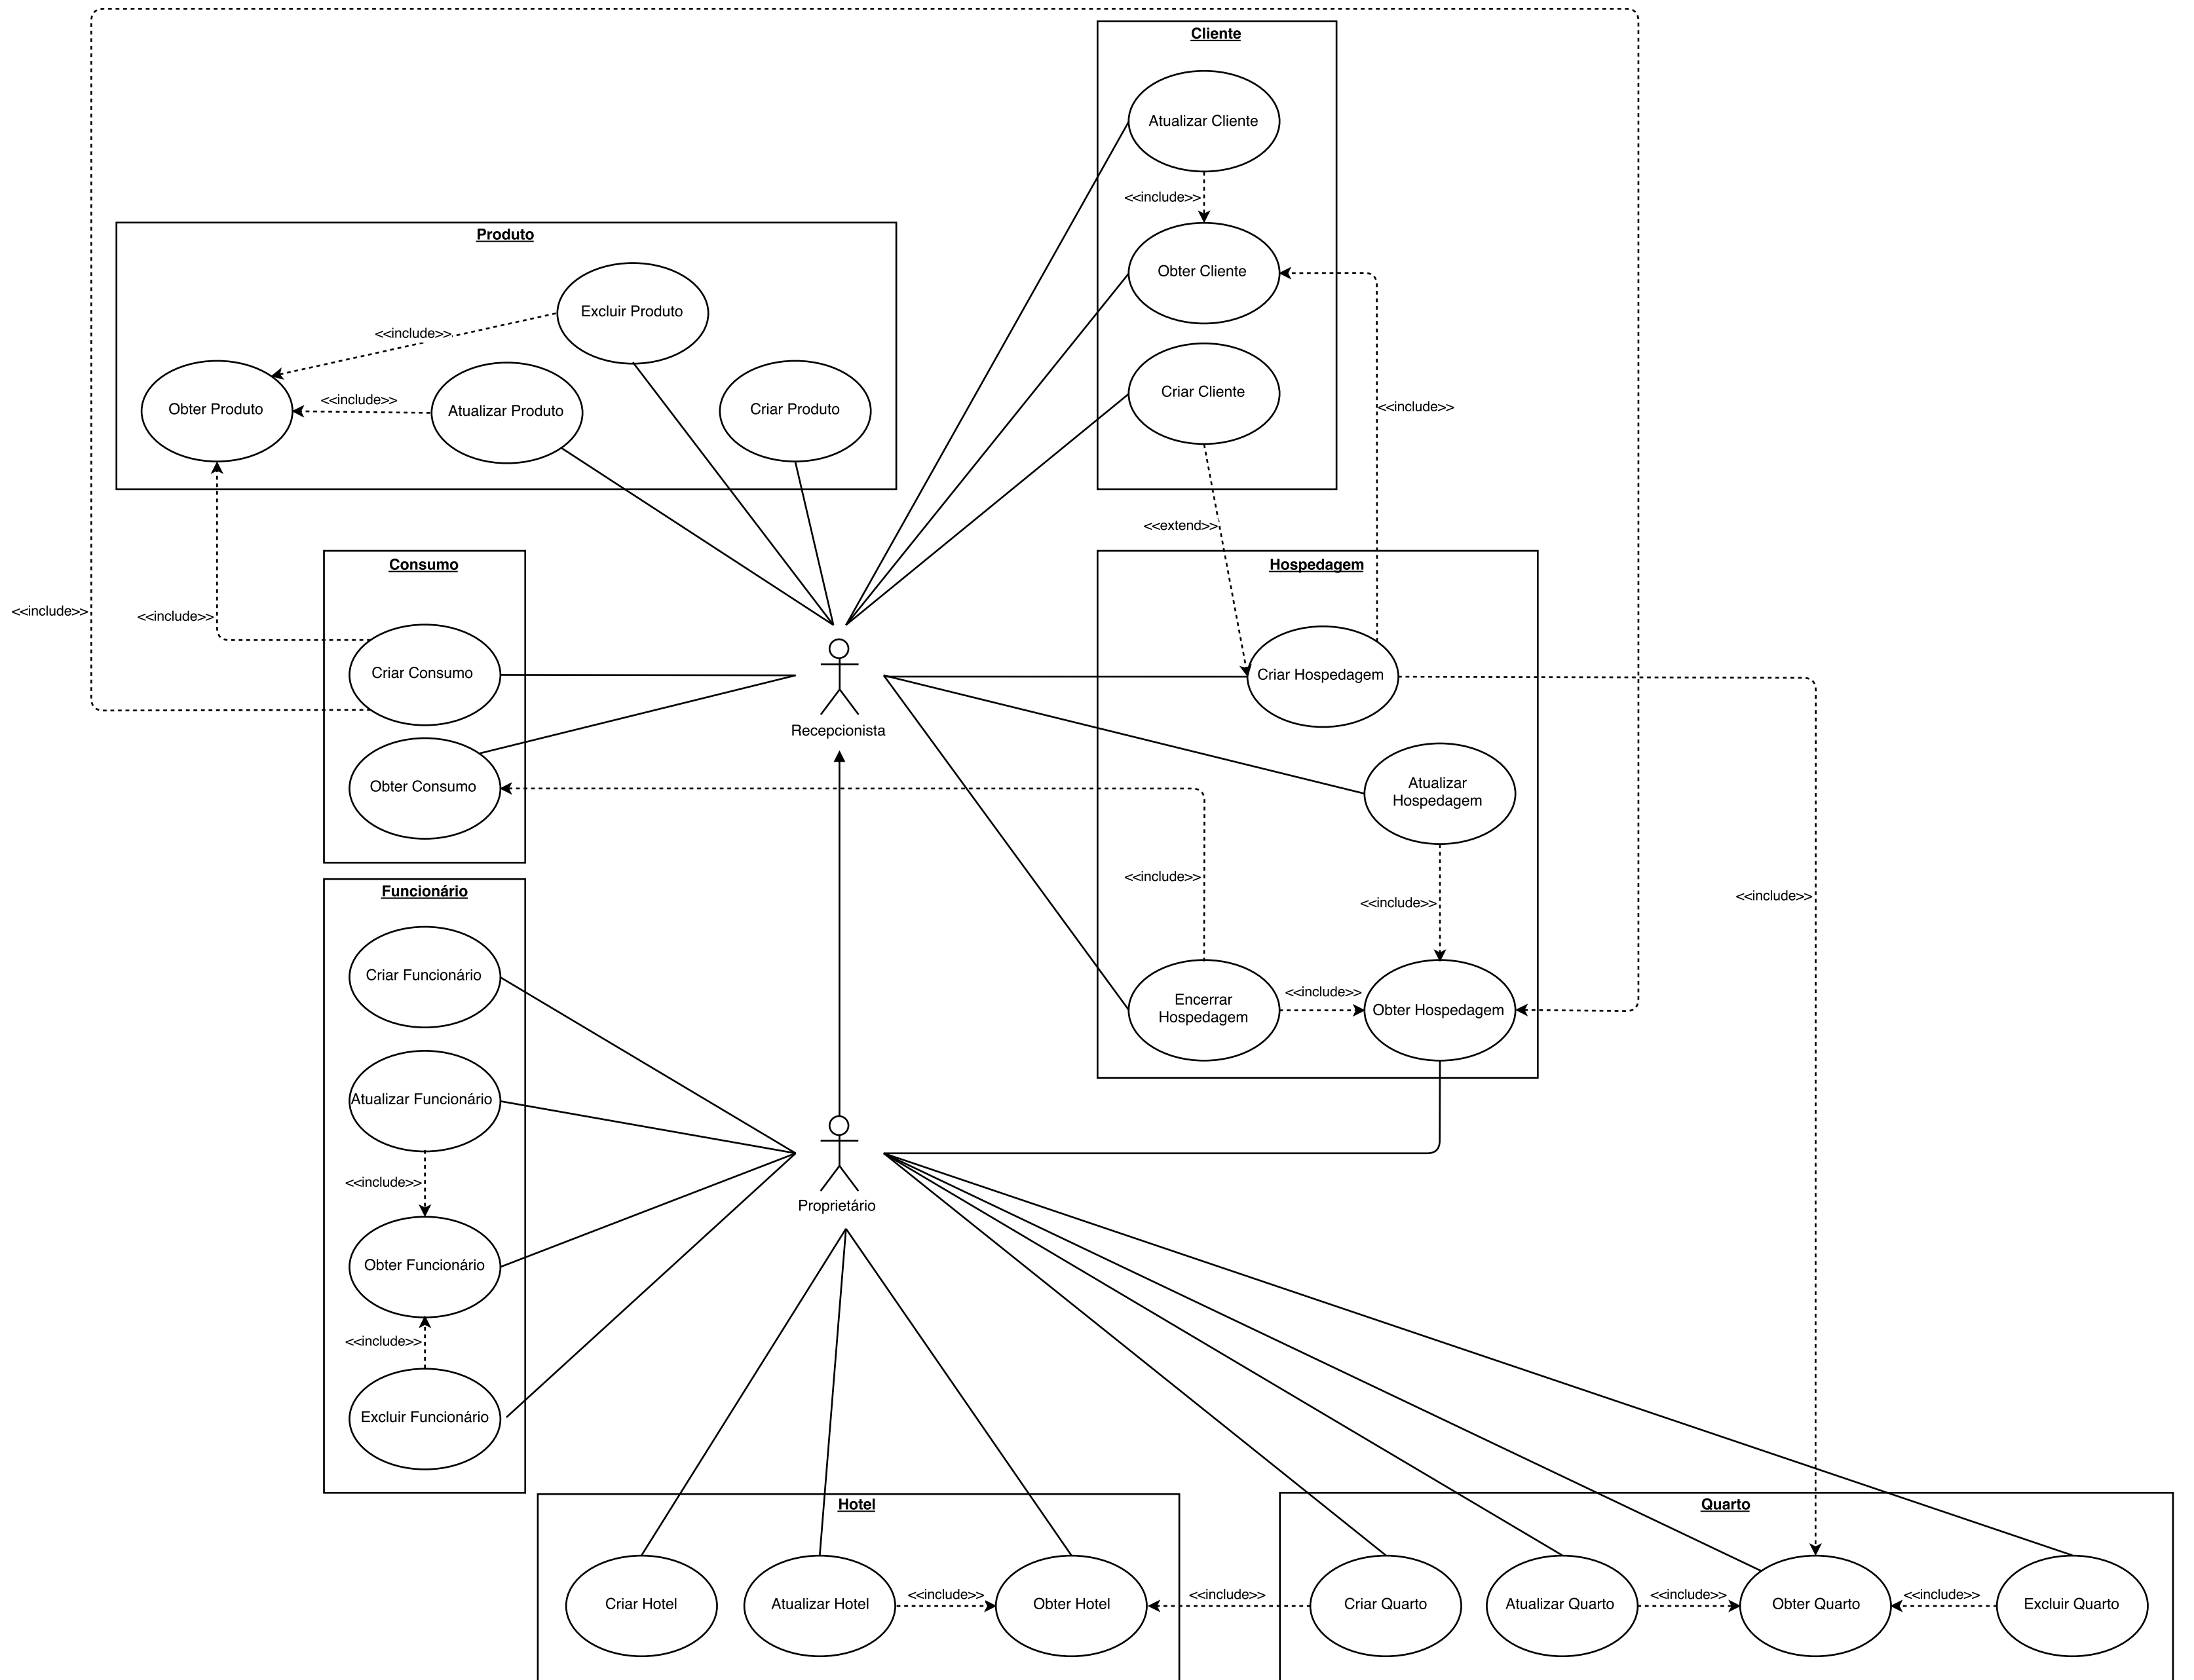 Cliente
Atualizar Cliente
<<include>>
Obter Cliente
Criar Cliente
<<include>>
<<extend>>
Produto
Excluir Produto
<<include>>
Obter Produto
<<include>>
Atualizar Produto
Criar Produto
Consumo
<<include>>
<<include>>
Criar Consumo
Obter Consumo
Recepcionista
Hospedagem
Criar Hospedagem
Atualizar
Hospedagem
<<include>>
<<include>>
<<include>>
Encerrar
Hospedagem
<<include>>
Obter Hospedagem
Funcionário
Criar Funcionário
Atualizar Funcionário
<<include>>
Obter Funcionário
<<include>>
Excluir Funcionário
Proprietário
Hotel
Criar Hotel
Atualizar Hotel
<<include>>
Obter Hotel
<<include>>
Quarto
Criar Quarto
Atualizar Quarto
<<include>>
Obter Quarto
<<include>>
Excluir Quarto